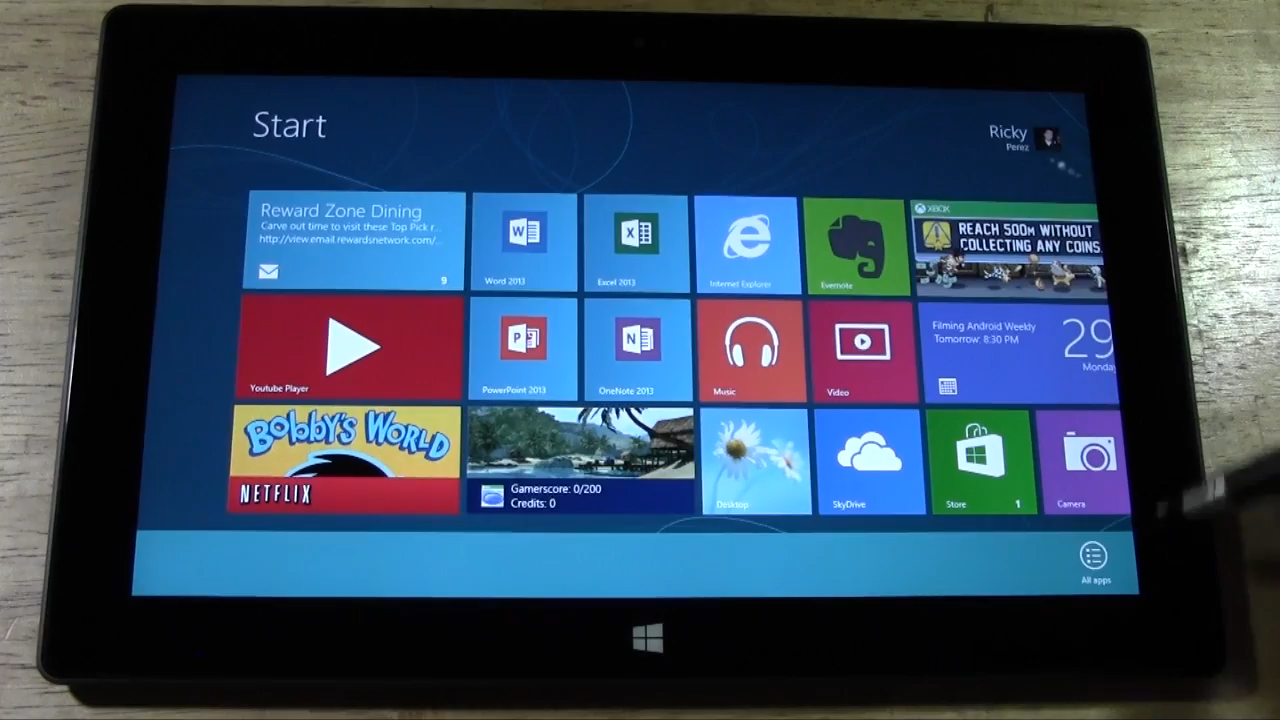 Start
Ricky
Perez
Reward Zone Dining
Carve out time to visit these Top Pick r...
http://view.email.rewardsnetwork.com/...
9
Word 2013
Excel 2013
Internet Explorer
Evernote
XBOX
REACH 500M WITHOUT
COLLECTING ANY COINS.
Youtube Player
PowerPoint 2013
OneNote 2013
Music
Video
Filming Android Weekly
Tomorrow: 8:30 PM
29
Monday
BOBBY'S WORLD
NETFLIX
Gamerscore: 0/200
Credits: 0
Desktop
SkyDrive
Store
1
Camera
All apps